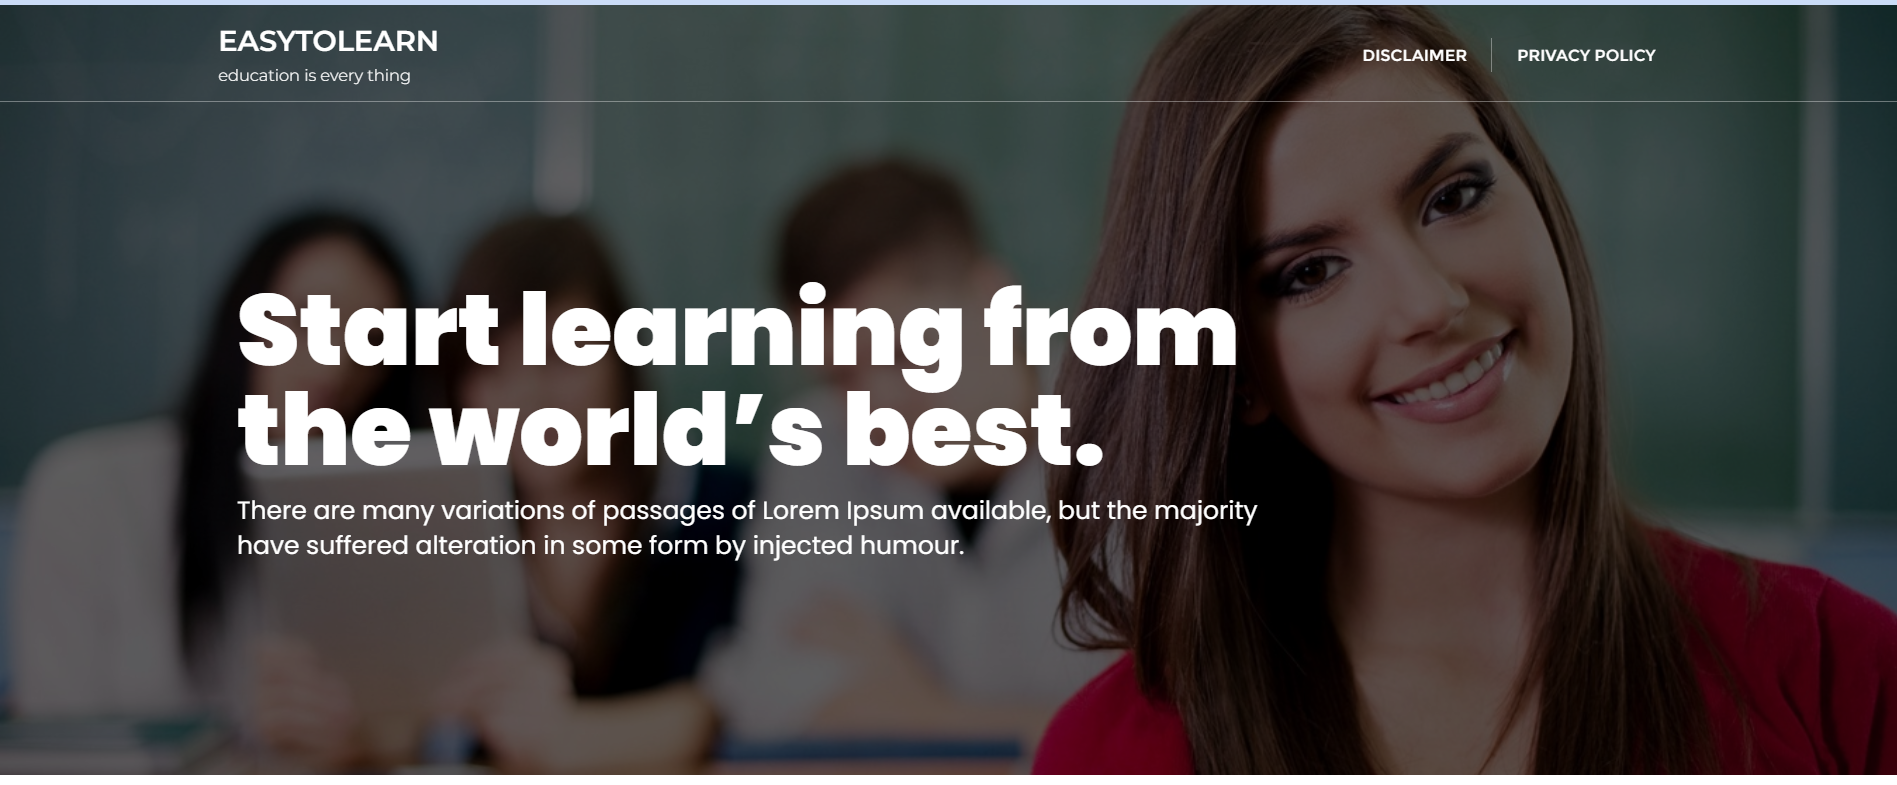 EASYTOLEARN
education is every thing
DISCLAIMER
PRIVACY POLICY
Start learning from
the world’s best.
There are many variations of passages of Lorem Ipsum available, but the majority
have suffered alteration in some form by injected humour.